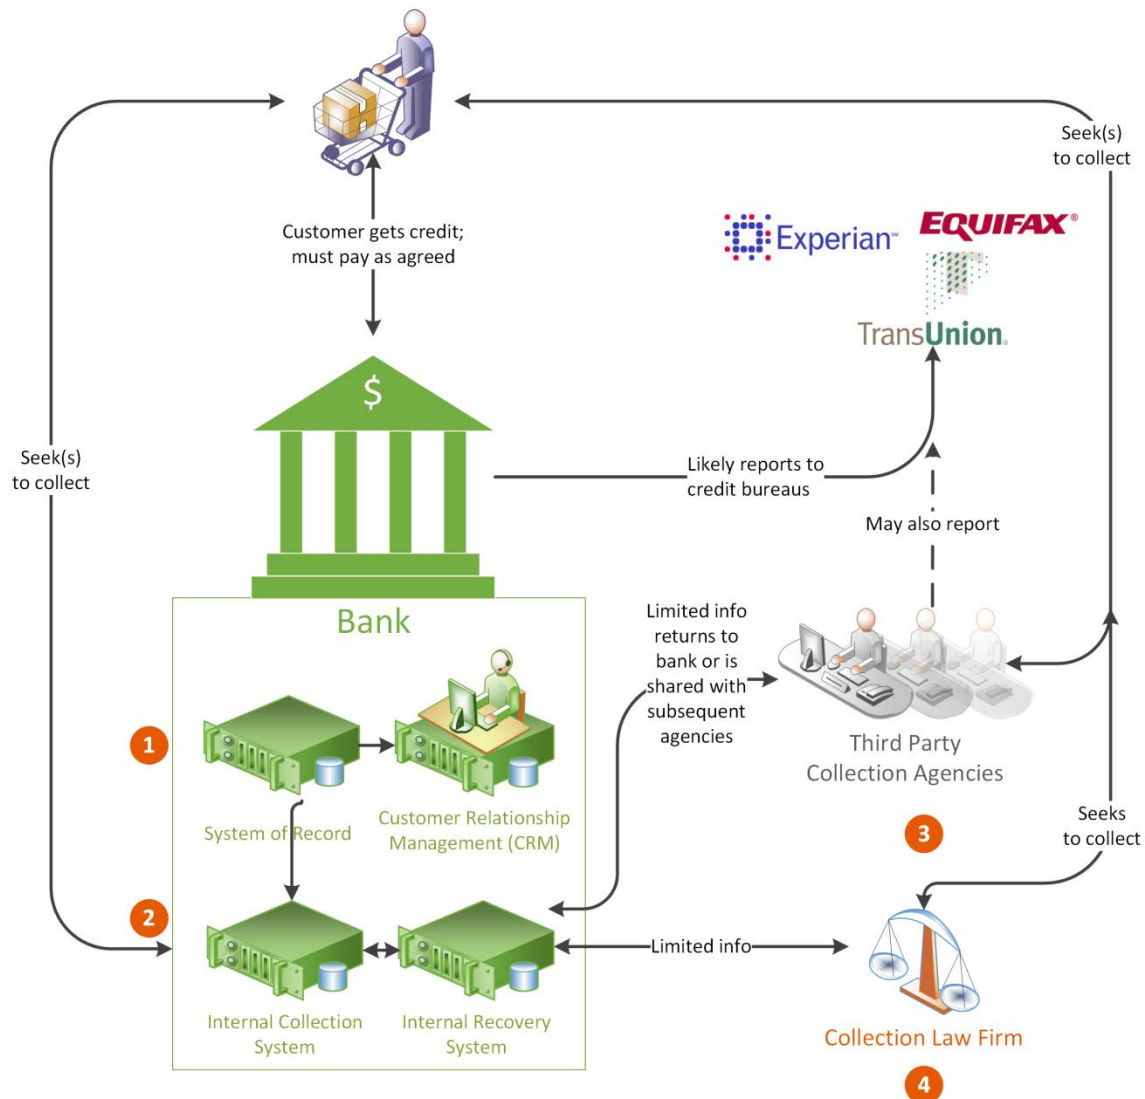 Seek(s)
to collect
Experian
EQUIFAX®
TransUnion®
Customer gets credit;
must pay as agreed
$
Seek(s)
to collect
Likely reports to
credit bureaus
May also report
Bank
Limited info
returns to
bank or is
shared with
subsequent
agencies
1
System of Record
Customer Relationship
Management (CRM)
Third Party
Collection Agencies
3
Seeks
to collect
2
Limited info
Internal Collection
System
Internal Recovery
System
Collection Law Firm
4